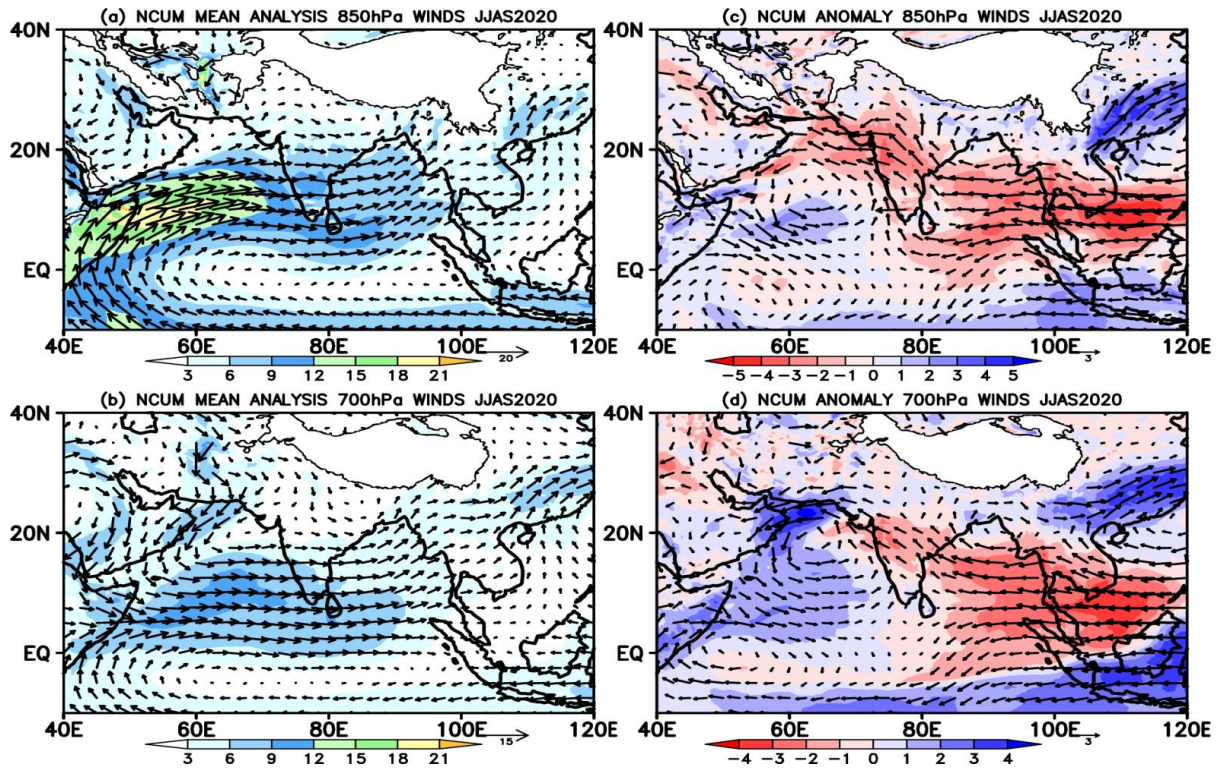 (a) NCUM MEAN ANALYSIS 850hPa WINDS JJAS2020
40N
20N
EQ
40E 60E 80E 100E 120E
3 6 9 12 15 18 21
20
(c) NCUM ANOMALY 850hPa WINDS JJAS2020
40N
20N
EQ
40E 60E 80E 100E 120E
−5 −4 −3 −2 −1 0 1 2 3 4 5
3
(b) NCUM MEAN ANALYSIS 700hPa WINDS JJAS2020
40N
20N
EQ
40E 60E 80E 100E 120E
3 6 9 12 15 18 21
15
(d) NCUM ANOMALY 700hPa WINDS JJAS2020
40N
20N
EQ
40E 60E 80E 100E 120E
−4 −3 −2 −1 0 1 2 3 4
3